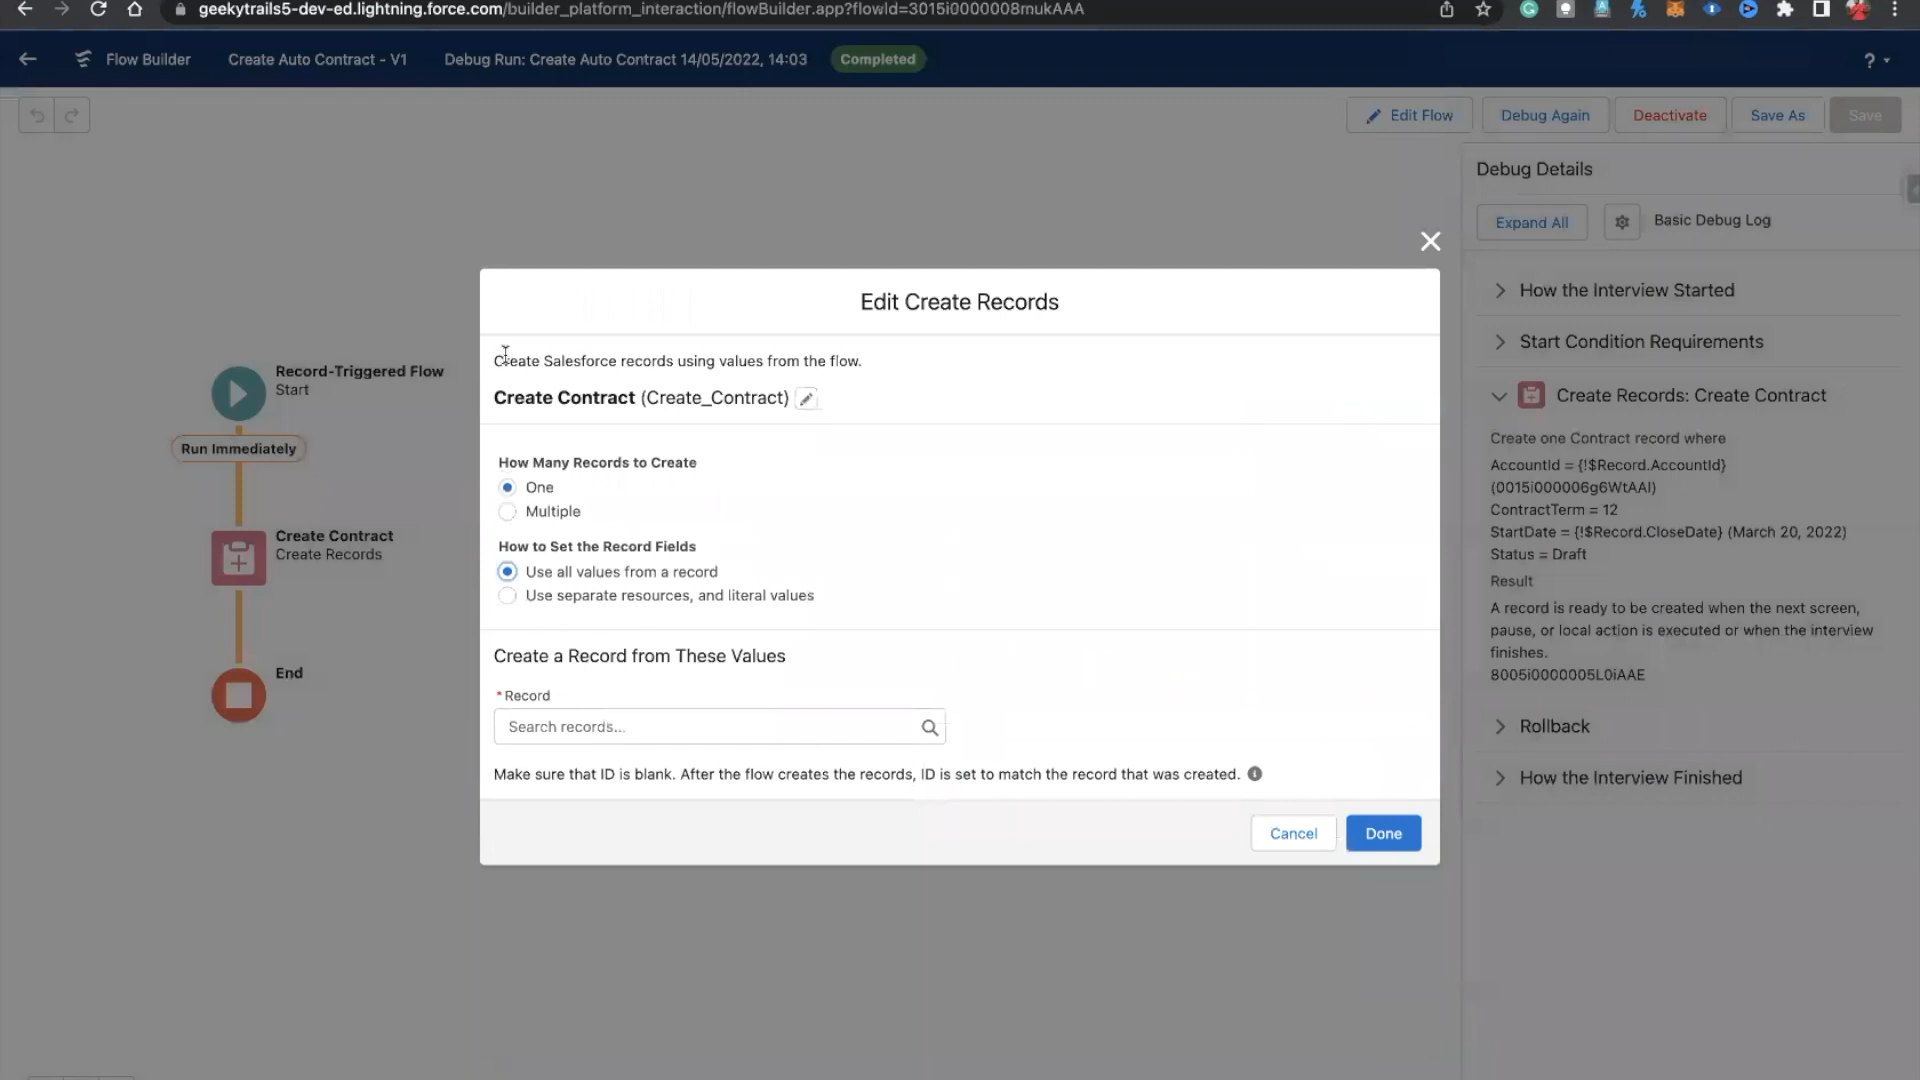 geekytrails5-dev-ed.lightning.force.com/builder_platform_interaction/flowBuilder.app?flowId=3015i0000008mukAAA
Flow Builder
Create Auto Contract - V1
Debug Run: Create Auto Contract 14/05/2022, 14:03
Completed
?
Edit Flow
Debug Again
Deactivate
Save As
Save
Debug Details
Expand All
Basic Debug Log
How the Interview Started
Start Condition Requirements
Create Records: Create Contract
Create one Contract record where
AccountId = {!$Record.AccountId}
(0015i000006g6WtAAI)
ContractTerm = 12
StartDate = {!$Record.CloseDate} (March 20, 2022)
Status = Draft
Result
A record is ready to be created when the next screen,
pause, or local action is executed or when the interview
finishes.
8005i0000005L0iAAE
Rollback
How the Interview Finished
Record-Triggered Flow
Start
Run Immediately
Create Contract
Create Records
End
Edit Create Records
Create Salesforce records using values from the flow.
Create Contract (Create_Contract)
How Many Records to Create
One
Multiple
How to Set the Record Fields
Use all values from a record
Use separate resources, and literal values
Create a Record from These Values
* Record
Search records...
Make sure that ID is blank. After the flow creates the records, ID is set to match the record that was created.
Cancel
Done